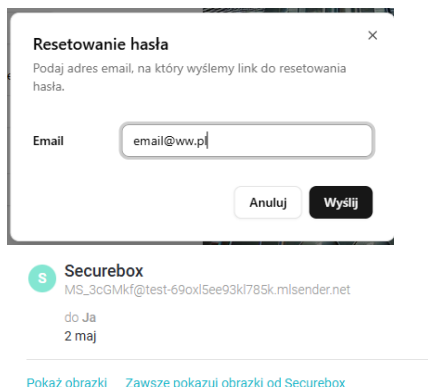 Resetowanie hasła
Podaj adres email, na który wyślemy link do resetowania
hasła.
Email
email@ww.pl
Anuluj
Wyślij
S
Securebox
MS_3cGMkf@test-69oxl5ee93kl785k.mlsender.net
do Ja
2 maj
Pokaż obrazki Zawsze pokazuj obrazki od Securebox